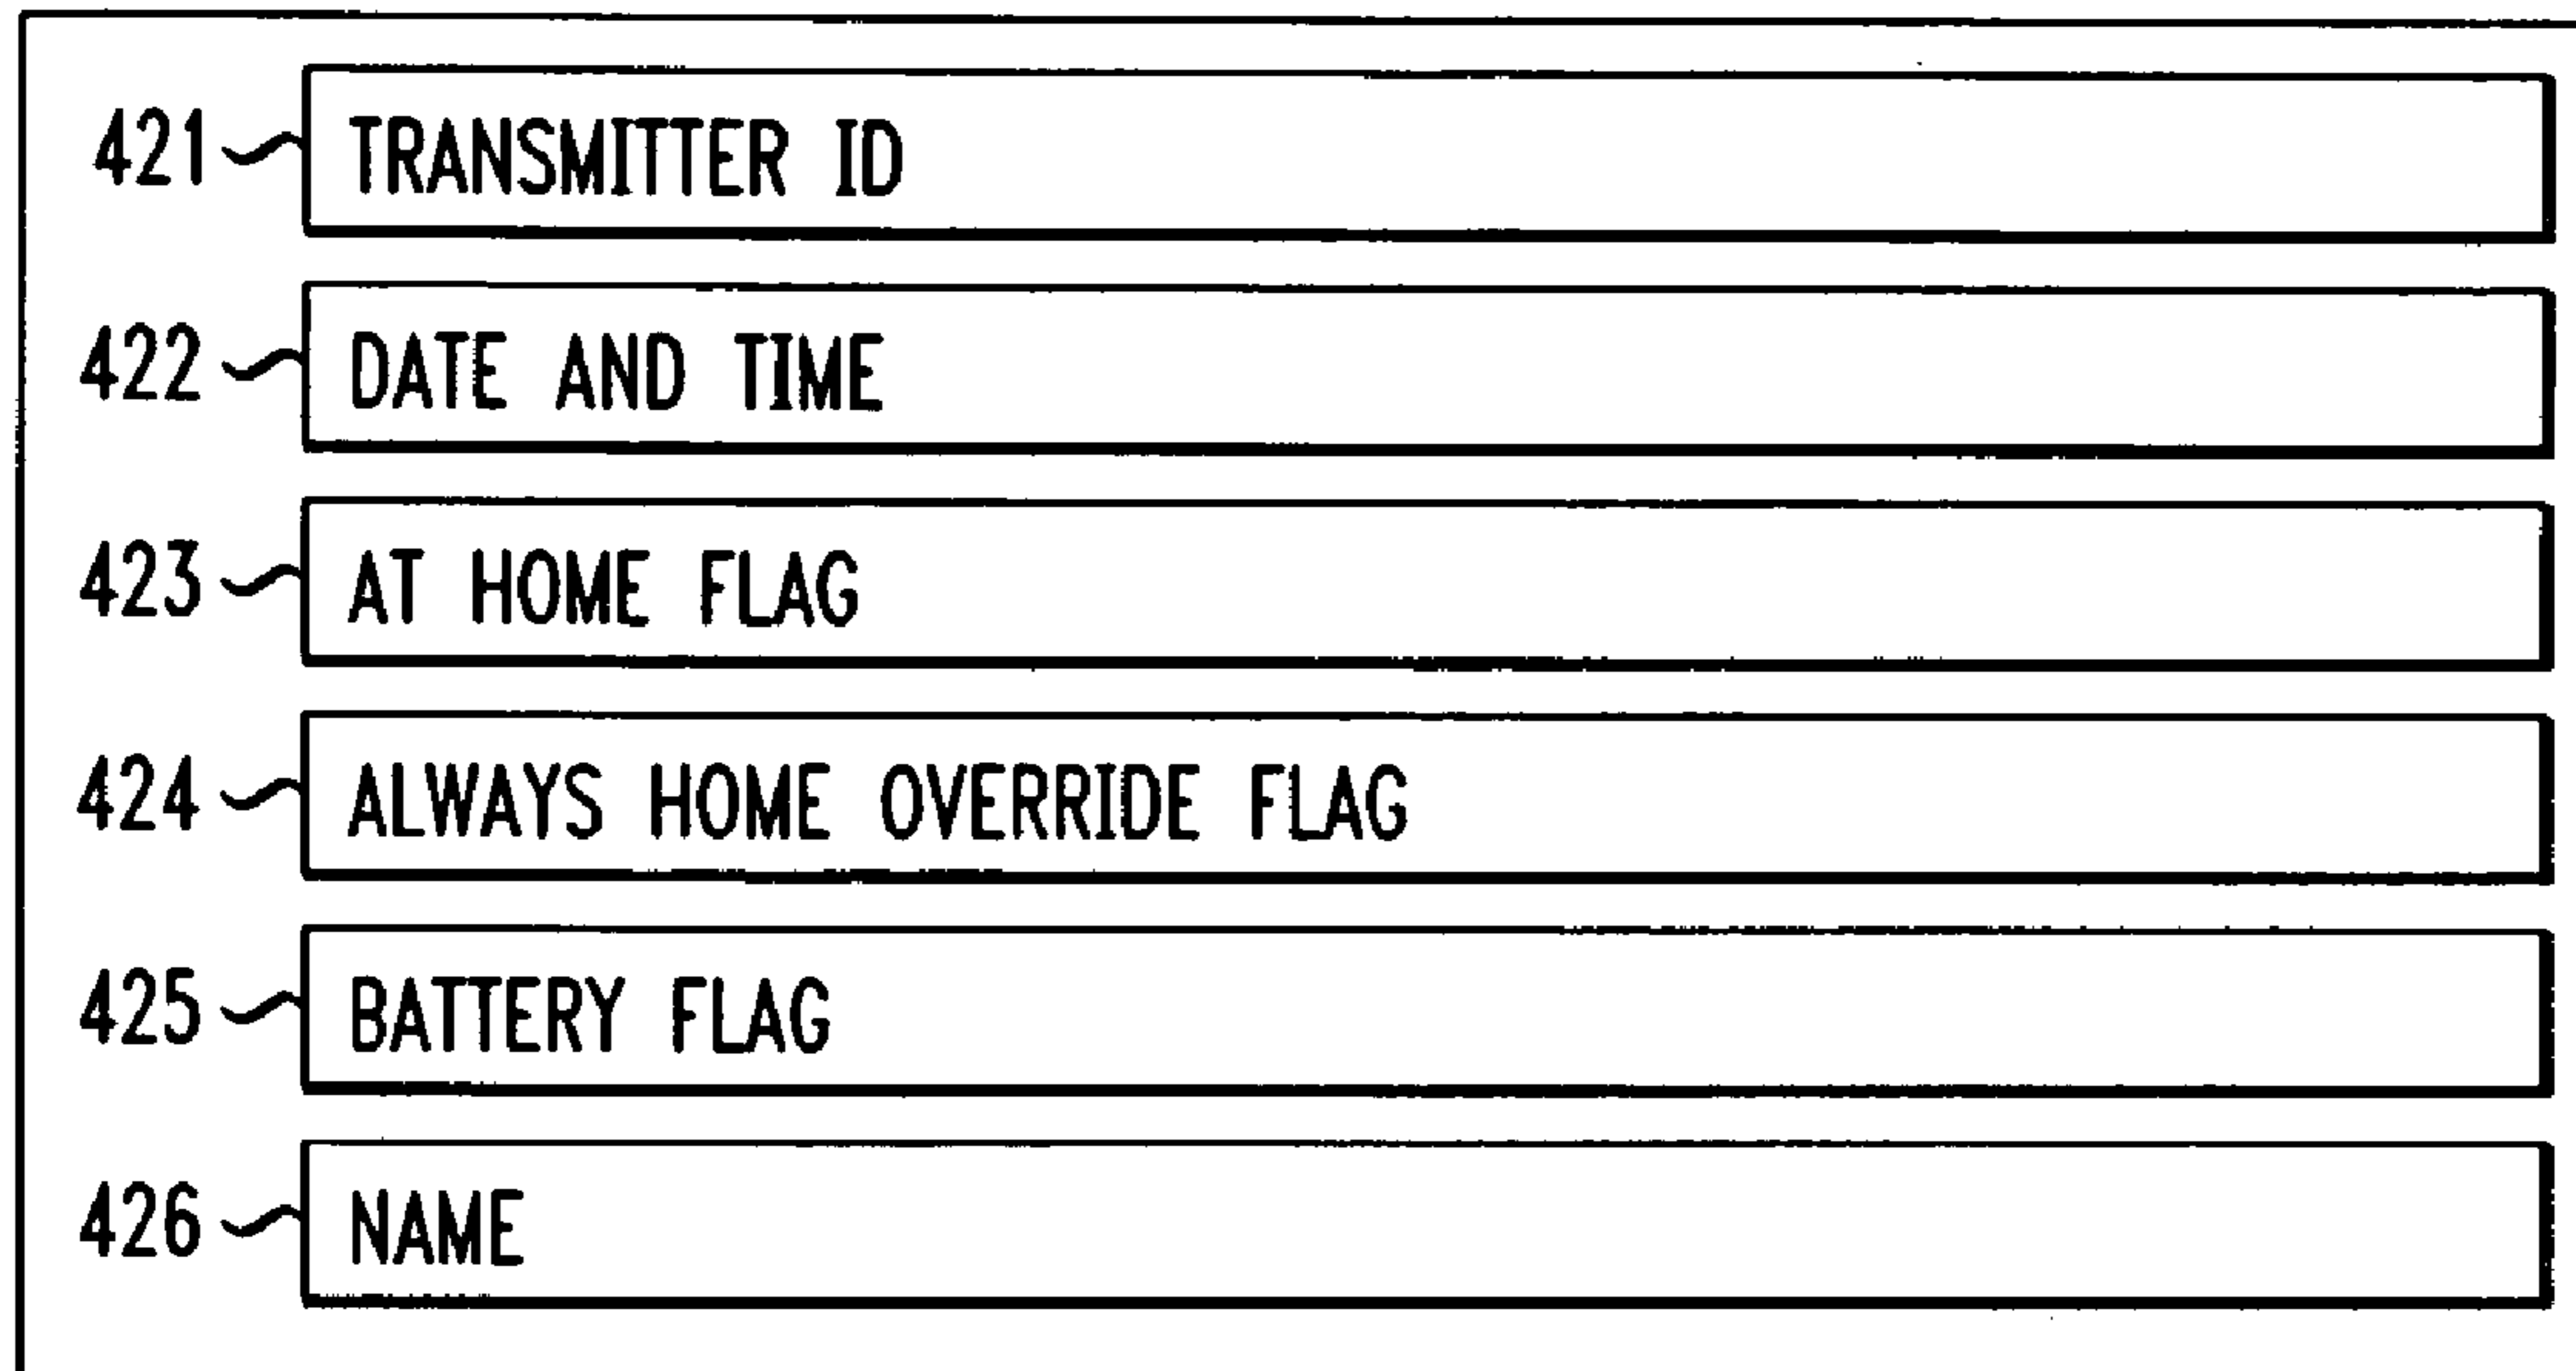 421 TRANSMITTER ID
422 DATE AND TIME
423 AT HOME FLAG
424 ALWAYS HOME OVERRIDE FLAG
425 BATTERY FLAG
426 NAME